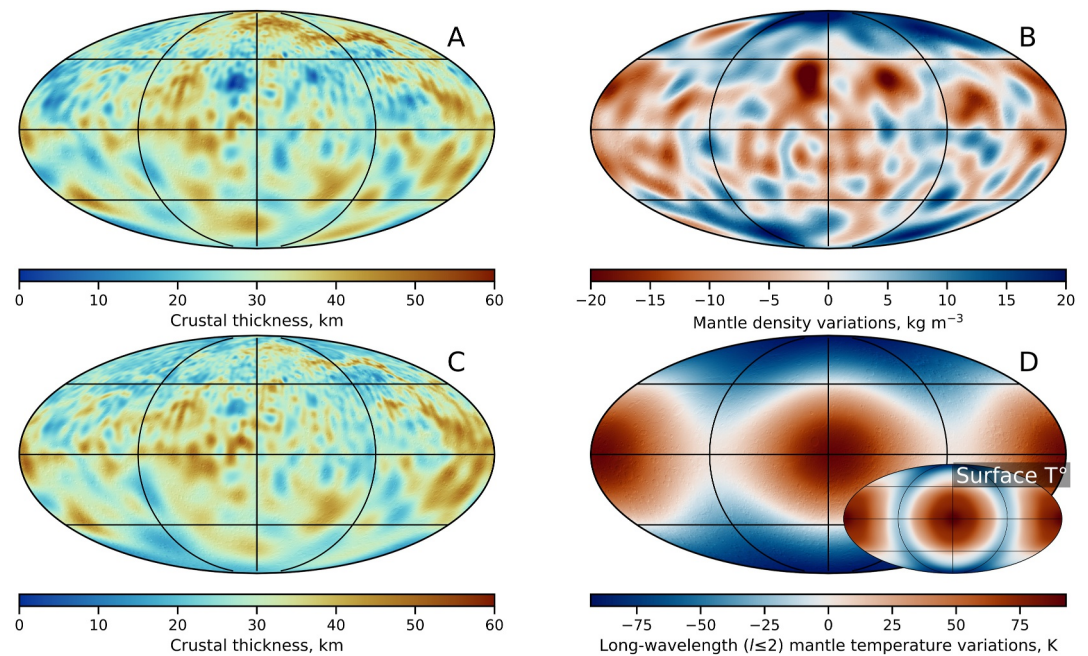 A
B
0 10 20 30 40 50 60
Crustal thickness, km
−20 −15 −10 −5 0 5 10 15 20
Mantle density variations, kg m⁻³
C
D
Surface T°
0 10 20 30 40 50 60
Crustal thickness, km
−75 −50 −25 0 25 50 75
Long-wavelength (l≤2) mantle temperature variations, K